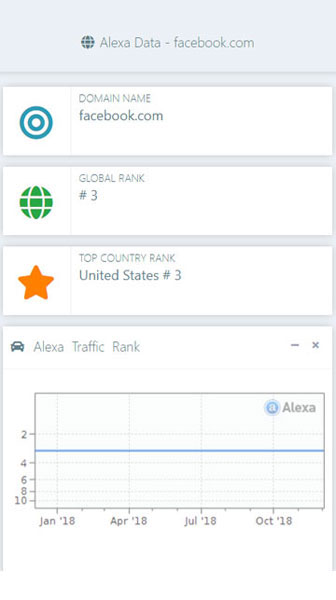 Alexa Data - facebook.com
DOMAIN NAME
facebook.com
GLOBAL RANK
# 3
TOP COUNTRY RANK
United States # 3
Alexa Traffic Rank
a Alexa
2
4
6
8
10
Jan '18 Apr '18 Jul '18 Oct '18